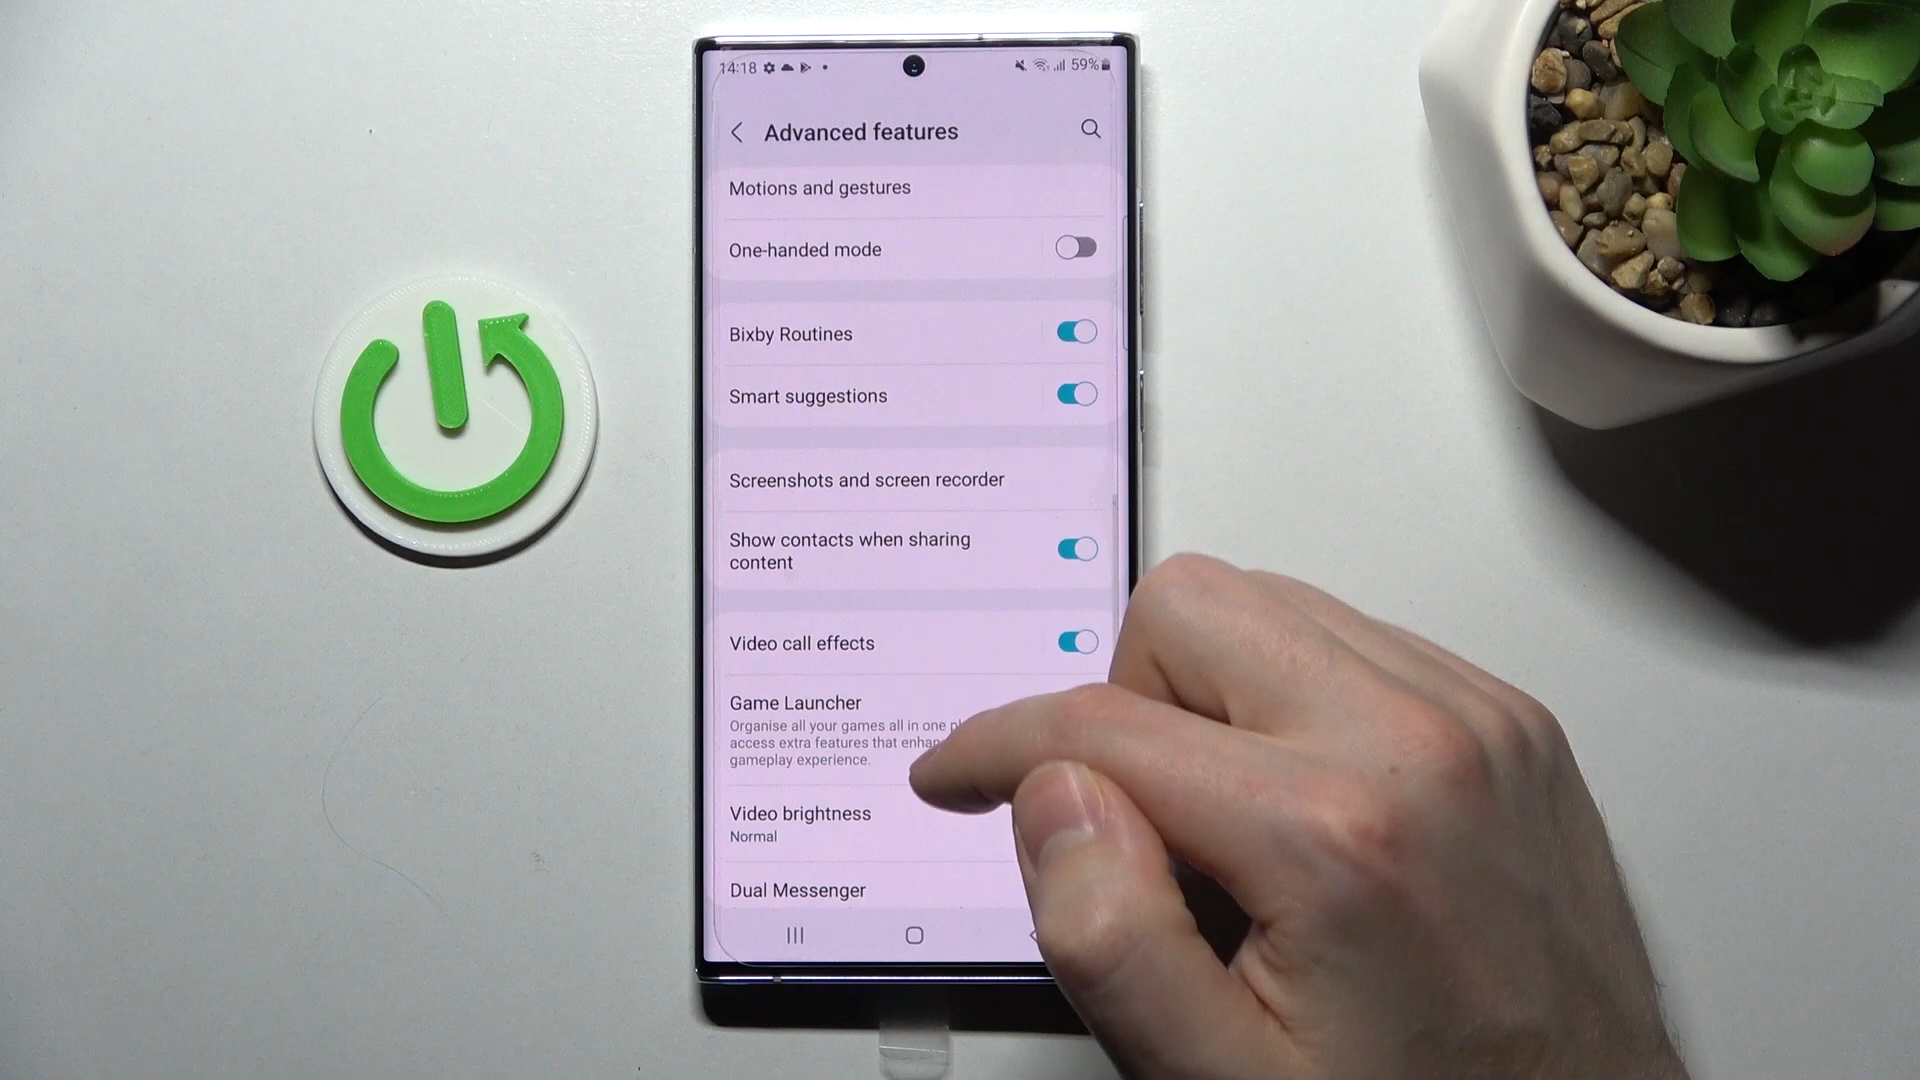 14:18 59%
Advanced features
Motions and gestures
One-handed mode
Bixby Routines
Smart suggestions
Screenshots and screen recorder
Show contacts when sharing
content
Video call effects
Game Launcher
Organise all your games all in one
access extra features that
gameplay experience.
Video brightness
Normal
Dual Messenger